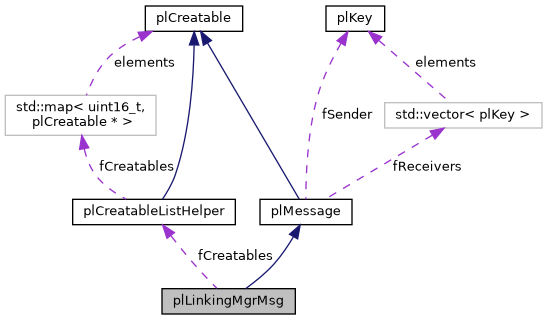 plCreatable
plKey
elements
elements
std::map< uint16_t,
plCreatable * >
fSender
std::vector< plKey >
fCreatables
fReceivers
plCreatableListHelper
plMessage
fCreatables
plLinkingMgrMsg